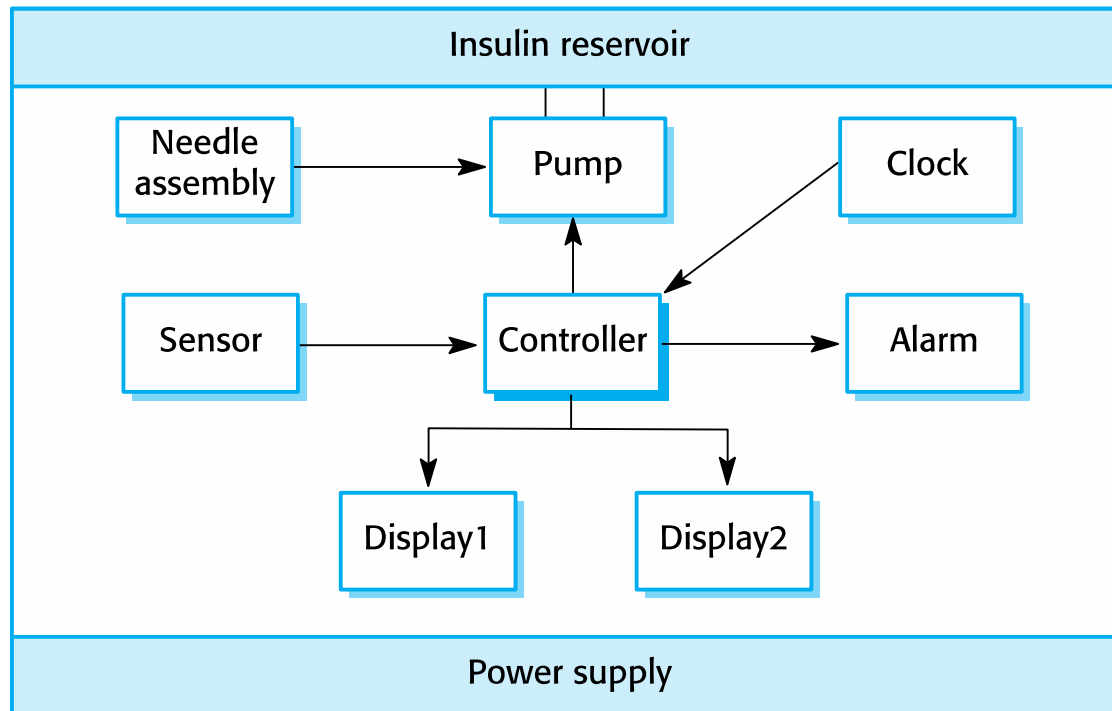 Insulin reservoir
Needle
assembly
Pump
Clock
Sensor
Controller
Alarm
Display1
Display2
Power supply